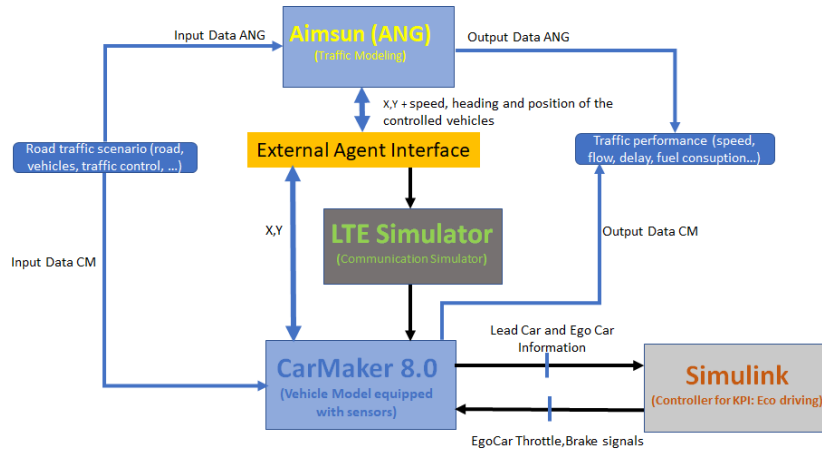 Input Data ANG
Aimsun (ANG)
(Traffic Modeling)
Output Data ANG
X,Y + speed, heading and position of the
controlled vehicles
Road traffic scenario (road,
vehicles, traffic control, ...)
External Agent Interface
Traffic performance (speed,
flow, delay, fuel consuption...)
X,Y
LTE Simulator
(Communication Simulator)
Output Data CM
Input Data CM
CarMaker 8.0
(Vehicle Model equipped
with sensors)
Lead Car and Ego Car
Information
Simulink
(Controller for KPI: Eco driving)
EgoCar Throttle,Brake signals